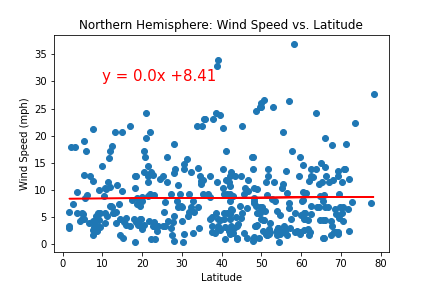 Northern Hemisphere: Wind Speed vs. Latitude
35
30
25
20
15
10
5
0
Wind Speed (mph)
y = 0.0x +8.41
0 10 20 30 40 50 60 70 80
Latitude